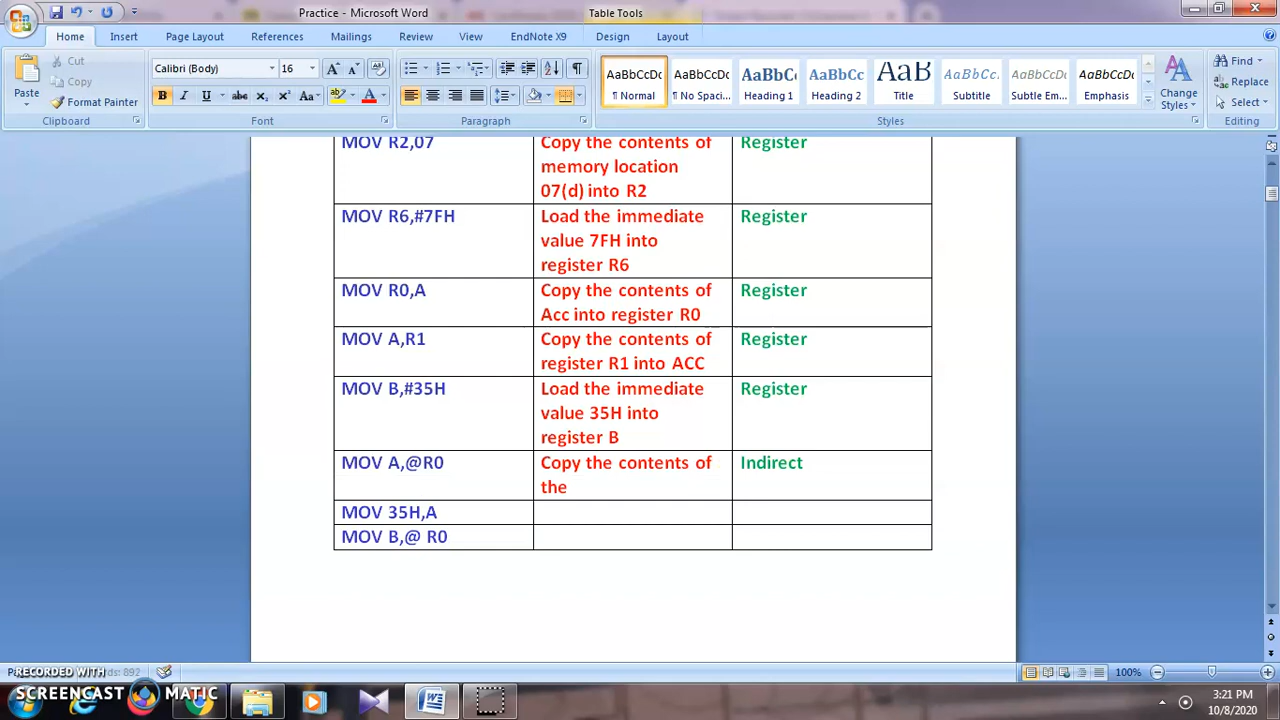 Practice - Microsoft Word
Table Tools
Home Insert Page Layout References Mailings Review View EndNote X9 Design Layout
Paste
Cut
Copy
Format Painter
Clipboard
Calibri (Body) 16
B I U abc X₂ X² Aa
Font
Paragraph
AaBbCcDc AaBbCcDc AaBbC AaBbCc AaB AaBbCc. AaBbCcDc AaBbCcDc
¶ Normal ¶ No Spaci... Heading 1 Heading 2 Title Subtitle Subtle Em... Emphasis
Change Styles
Styles
Find
Replace
Select
Editing
MOV R2,07
Copy the contents of
memory location
07(d) into R2
Register
MOV R6,#7FH
Load the immediate
value 7FH into
register R6
Register
MOV R0,A
Copy the contents of
Acc into register R0
Register
MOV A,R1
Copy the contents of
register R1 into ACC
Register
MOV B,#35H
Load the immediate
value 35H into
register B
Register
MOV A,@R0
Copy the contents of
the
Indirect
MOV 35H,A
MOV B,@ R0
RECORDED WITH
SCREENCAST MATIC
892
100%
3:21 PM
10/8/2020